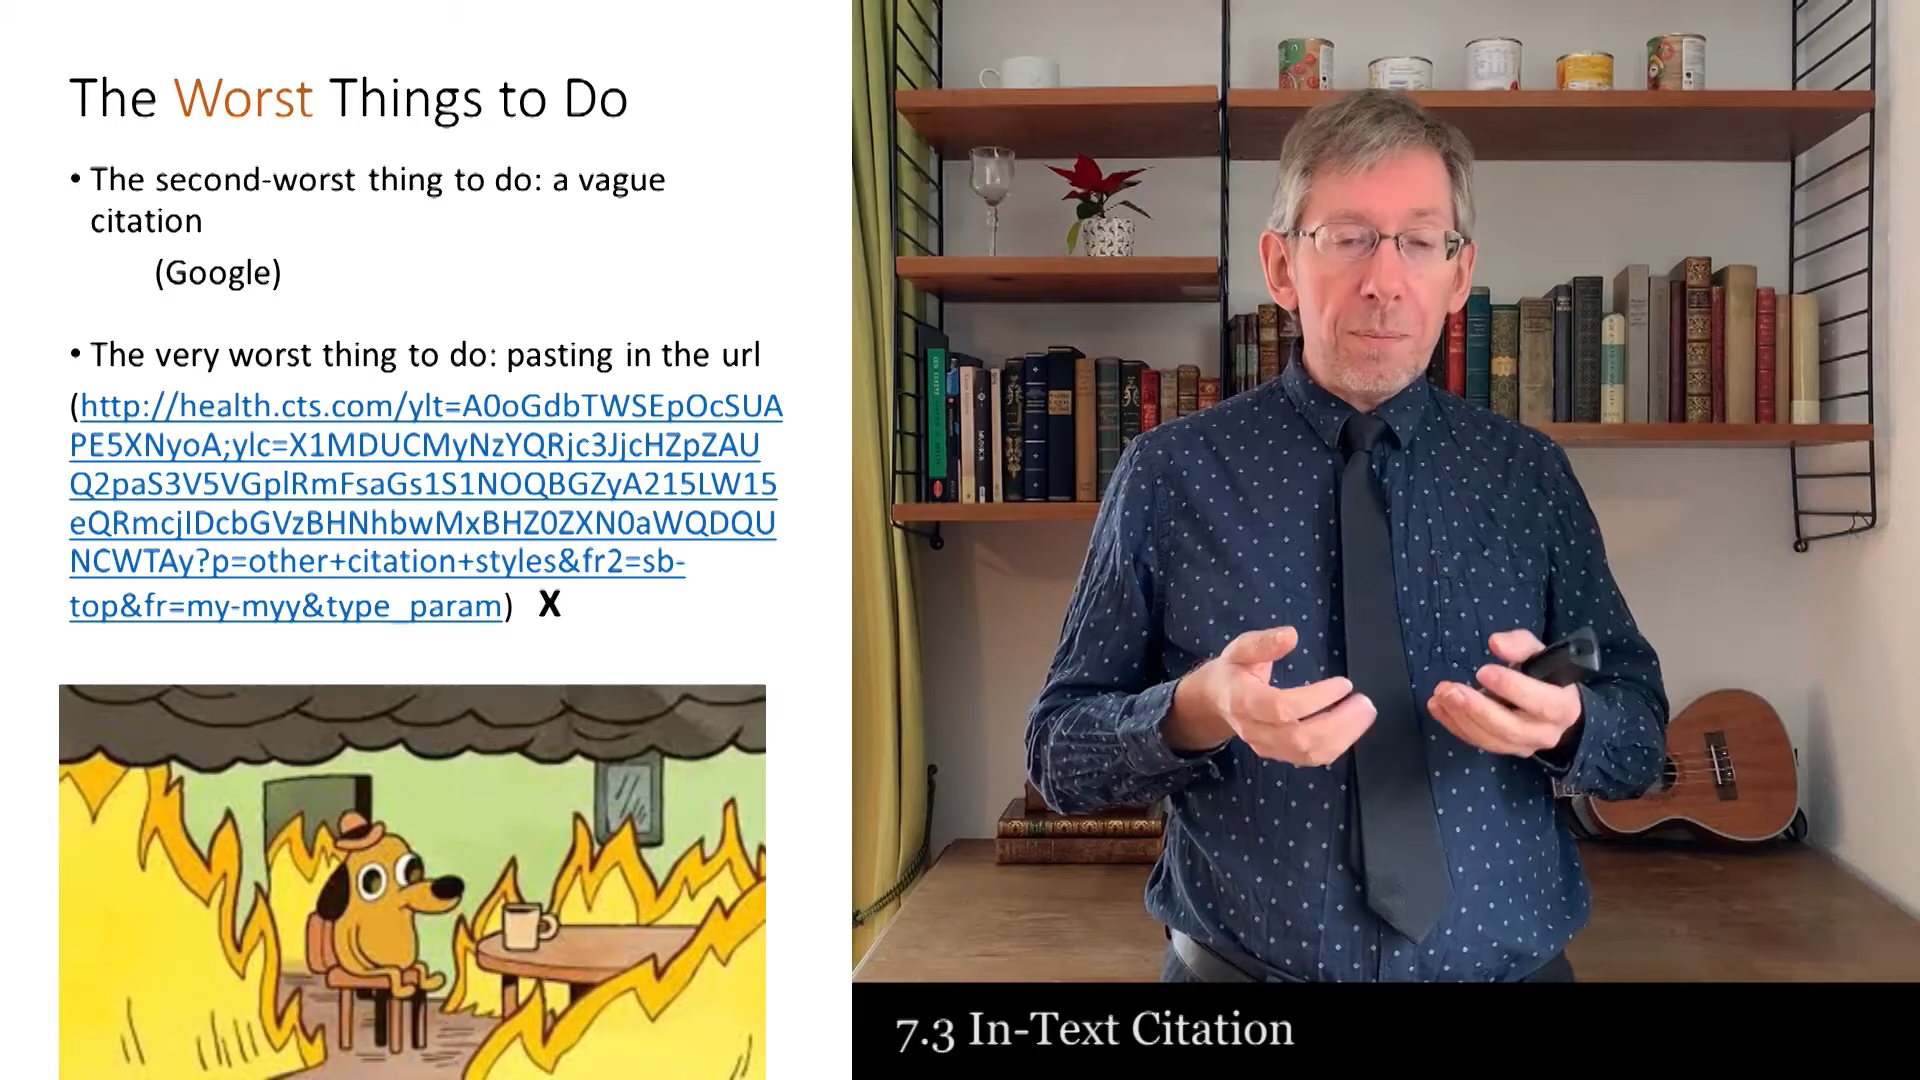 The Worst Things to Do
• The second-worst thing to do: a vague
citation
(Google)
• The very worst thing to do: pasting in the url
(http://health.cts.com/ylt=A0oGdbTWSEpOcSUA
PE5XNyoA;ylc=X1MDUCMyNzYQRjc3JjcHZpZAU
Q2paS3V5VGplRmFsaGs1S1NOQBGZyA215LW15
eQRmcjIDcbGVzBHNhbwMxBHZ0ZXN0aWQDQU
NCWTAy?p=other+citation+styles&fr2=sb-
top&fr=my-myy&type_param) X
7.3 In-Text Citation